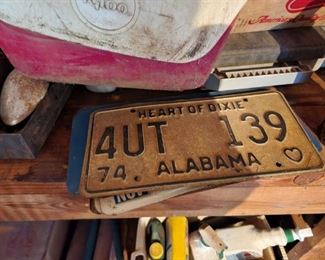 "HEART OF DIXIE"
4UT 139
74 ALABAMA